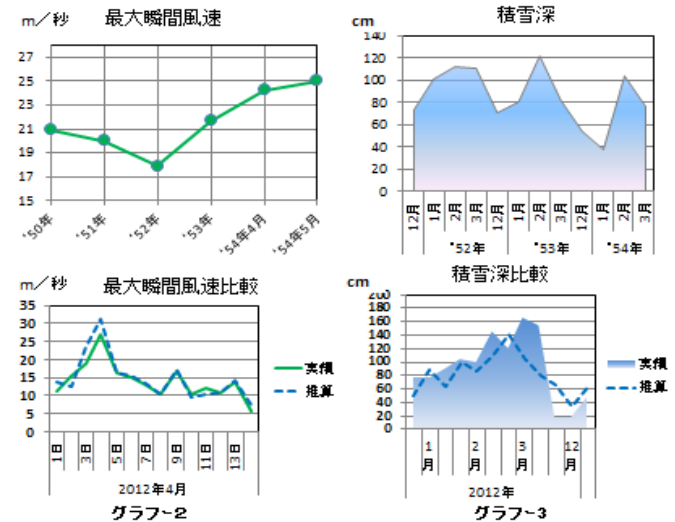 m／秒 最大瞬間風速
27
25
23
21
19
17
15
'50年 '51年 '52年 '53年 '54年4月 '54年5月
cm 積雪深
140
120
100
80
60
40
20
0
12月 1月 2月 3月 12月 1月 2月 3月 12月 1月 2月 3月
'52年 '53年 '54年
m／秒 最大瞬間風速比較
35
30
25
20
15
10
5
0
1日 3日 5日 7日 9日 11日 13日
2012年4月
実積
推算
グラフ-2
cm 積雪深比較
200
180
160
140
120
100
80
60
40
20
0
1月 2月 3月 12月
2012年
実積
推算
グラフ-3